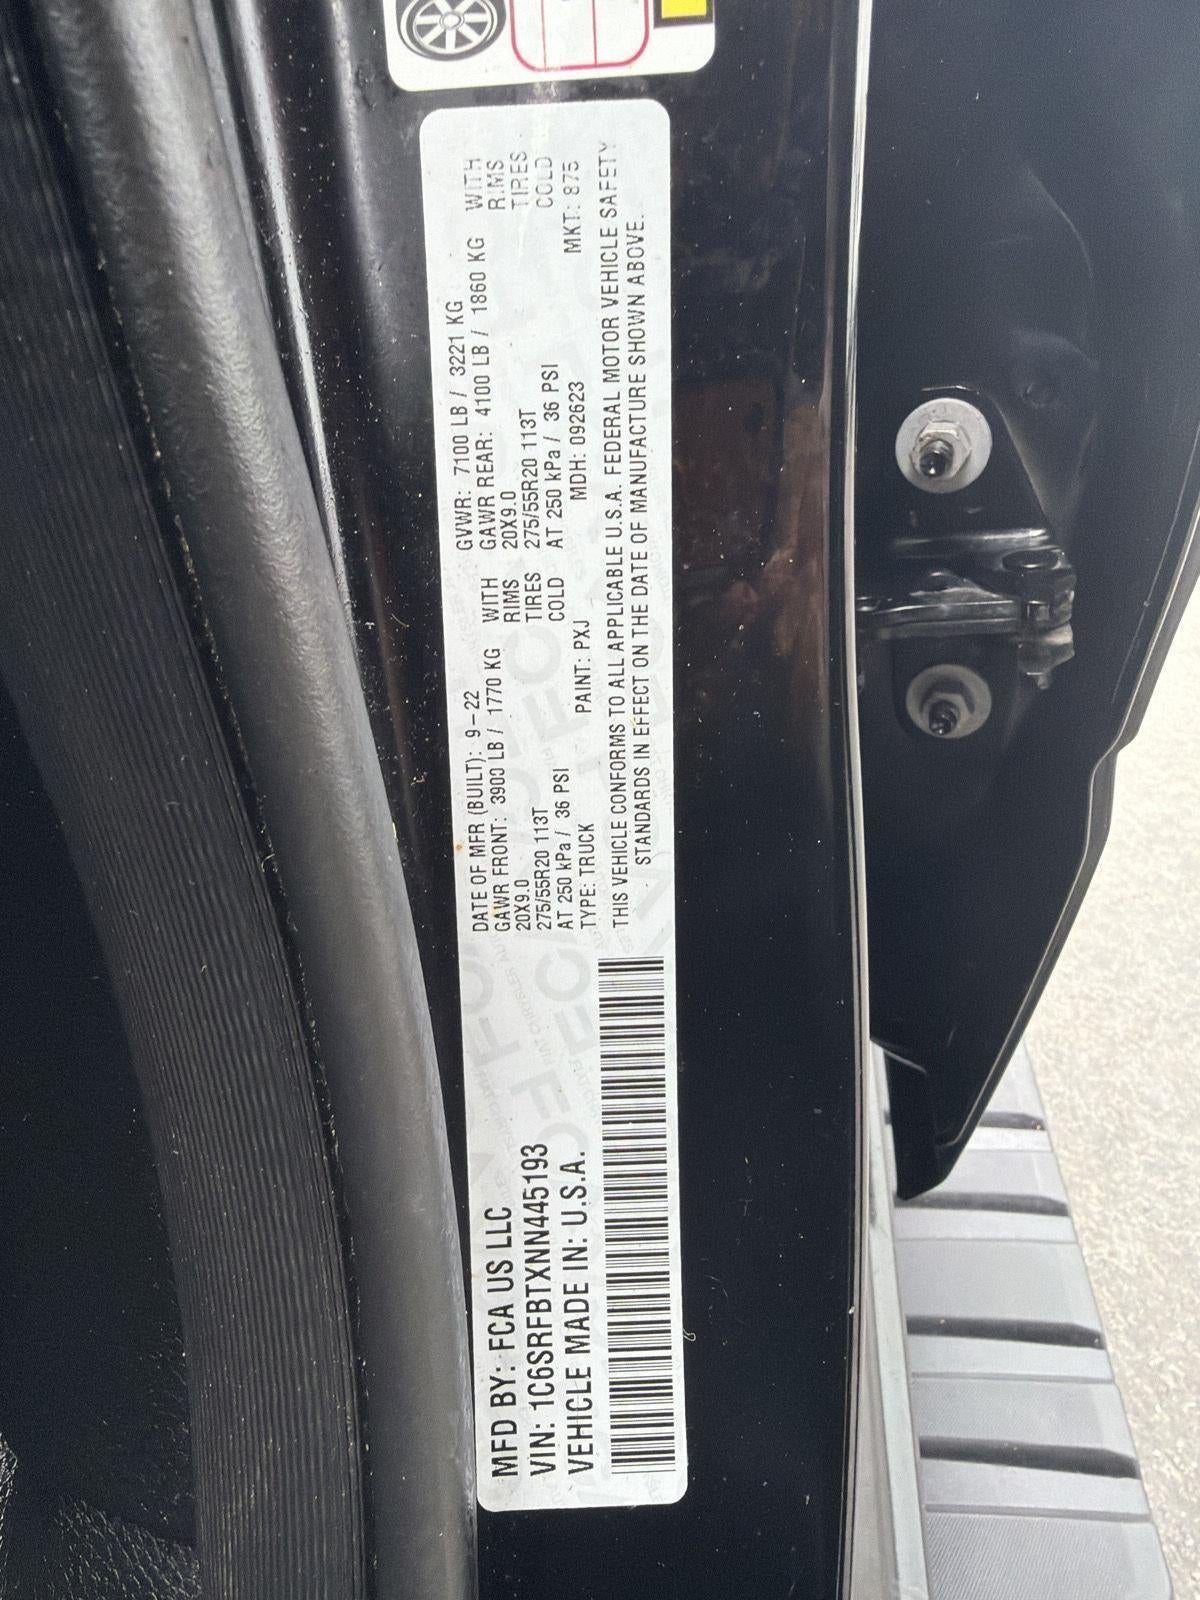 MFD BY: FCA US LLC
VIN: 1C6SRFBTXNN445193
VEHICLE MADE IN: U.S.A.
DATE OF MFR (BUILT): 9-22
GVWR: 7100 LB / 3221 KG
GAWR FRONT: 3900 LB / 1770 KG WITH
GAWR REAR: 4100 LB / 1860 KG WITH
20X9.0 RIMS
20X9.0 RIMS
275/55R20 113T TIRES
275/55R20 113T TIRES
AT 250 kPa / 36 PSI COLD
AT 250 kPa / 36 PSI COLD
TYPE: TRUCK PAINT: PXJ MDH: 092623 MKT: 875
THIS VEHICLE CONFORMS TO ALL APPLICABLE U.S.A. FEDERAL MOTOR VEHICLE SAFETY
STANDARDS IN EFFECT ON THE DATE OF MANUFACTURE SHOWN ABOVE.